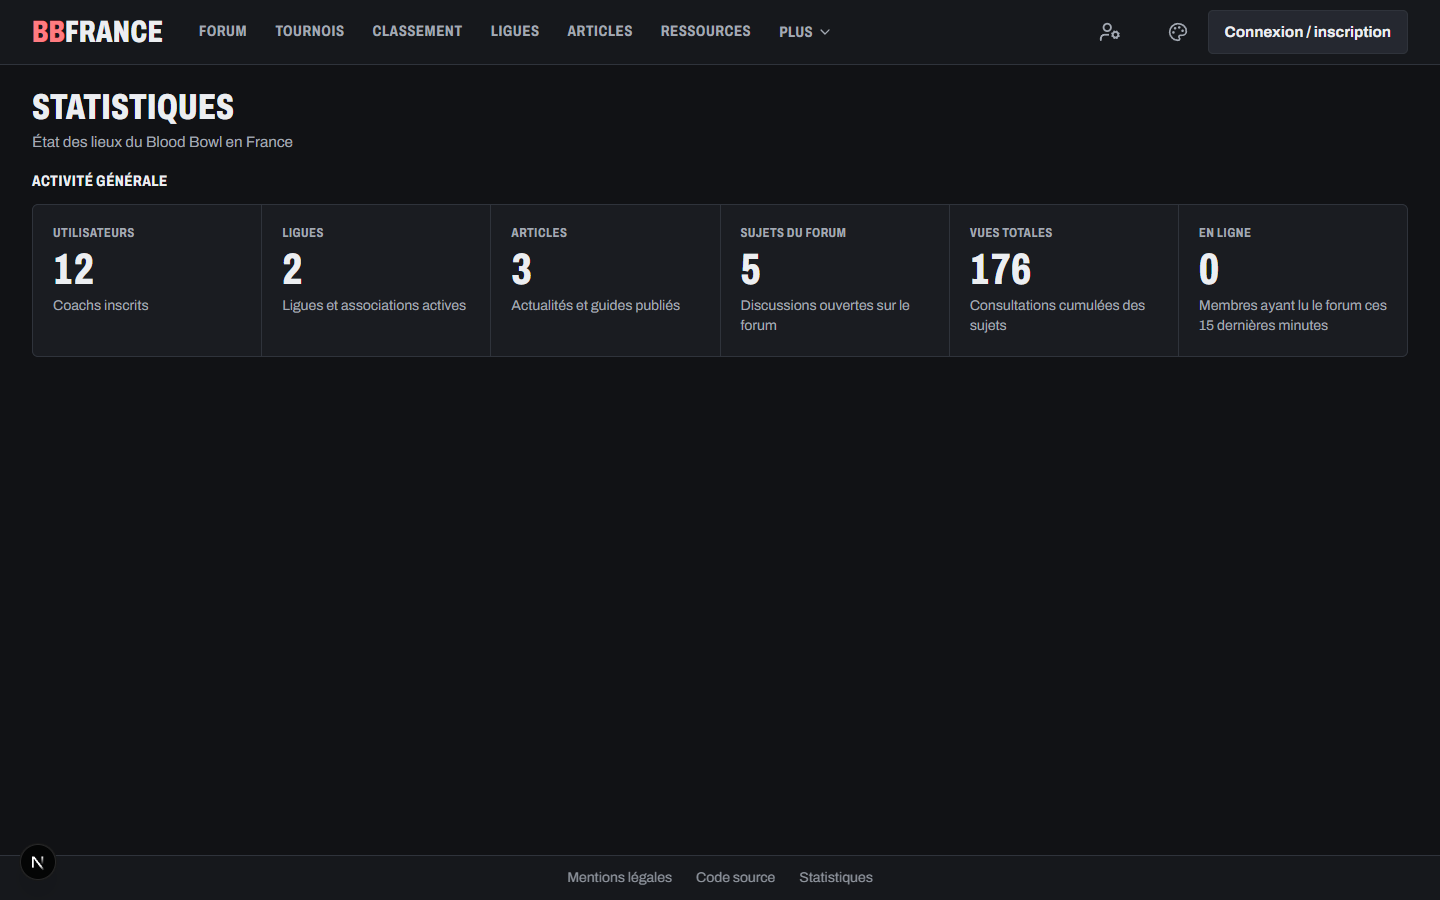 BBFRANCE FORUM TOURNOIS CLASSEMENT LIGUES ARTICLES RESSOURCES PLUS Connexion / inscription
STATISTIQUES
État des lieux du Blood Bowl en France
ACTIVITÉ GÉNÉRALE
UTILISATEURS
12
Coachs inscrits
LIGUES
2
Ligues et associations actives
ARTICLES
3
Actualités et guides publiés
SUJETS DU FORUM
5
Discussions ouvertes sur le
forum
VUES TOTALES
176
Consultations cumulées des
sujets
EN LIGNE
0
Membres ayant lu le forum ces
15 dernières minutes
N
Mentions légales Code source Statistiques